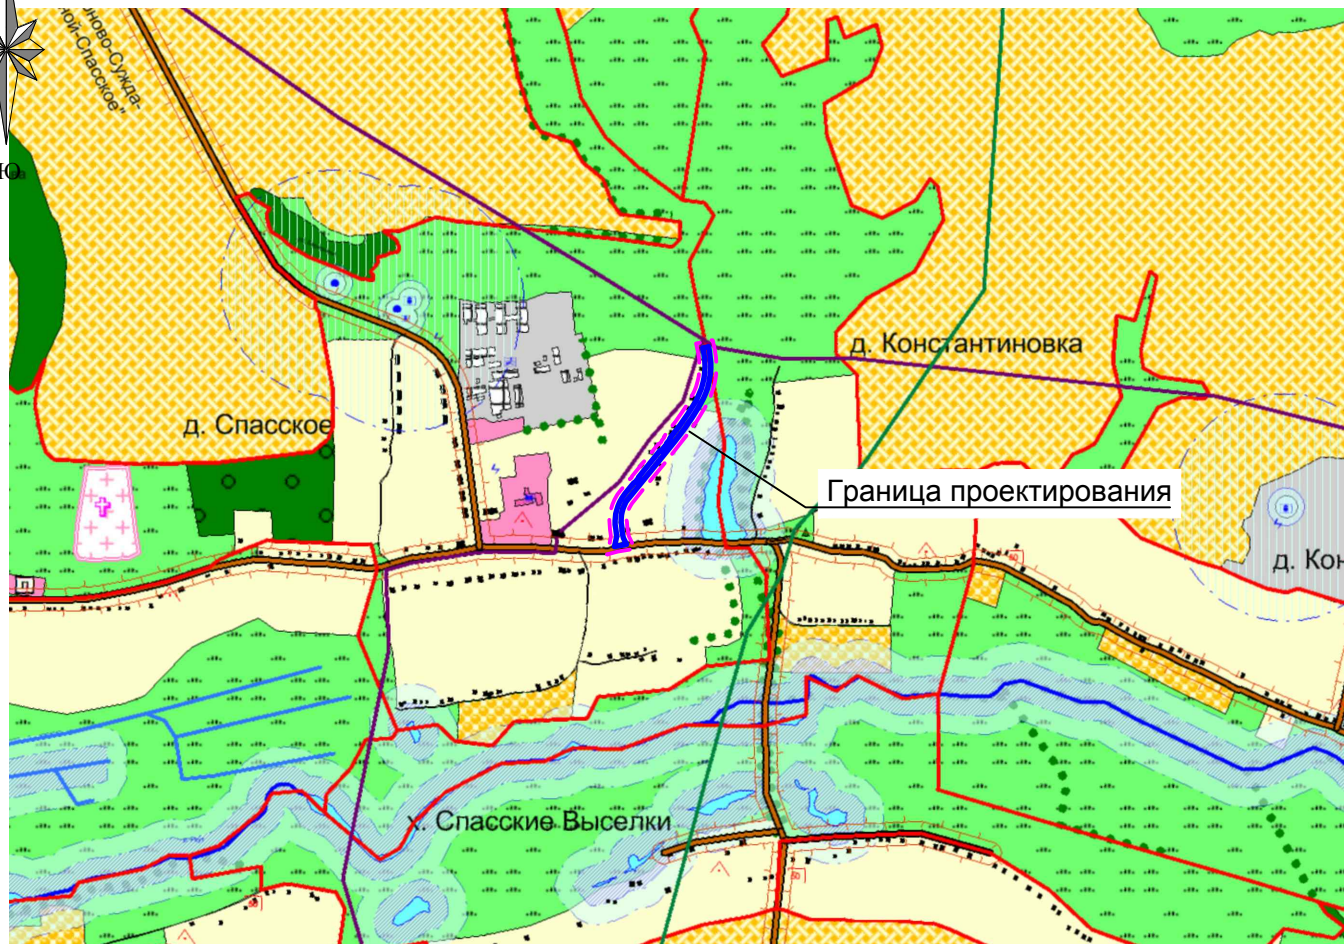 Ю
д. Константиновка
д. Спасское
Граница проектирования
д. Кон
П
х. Спасские Выселки